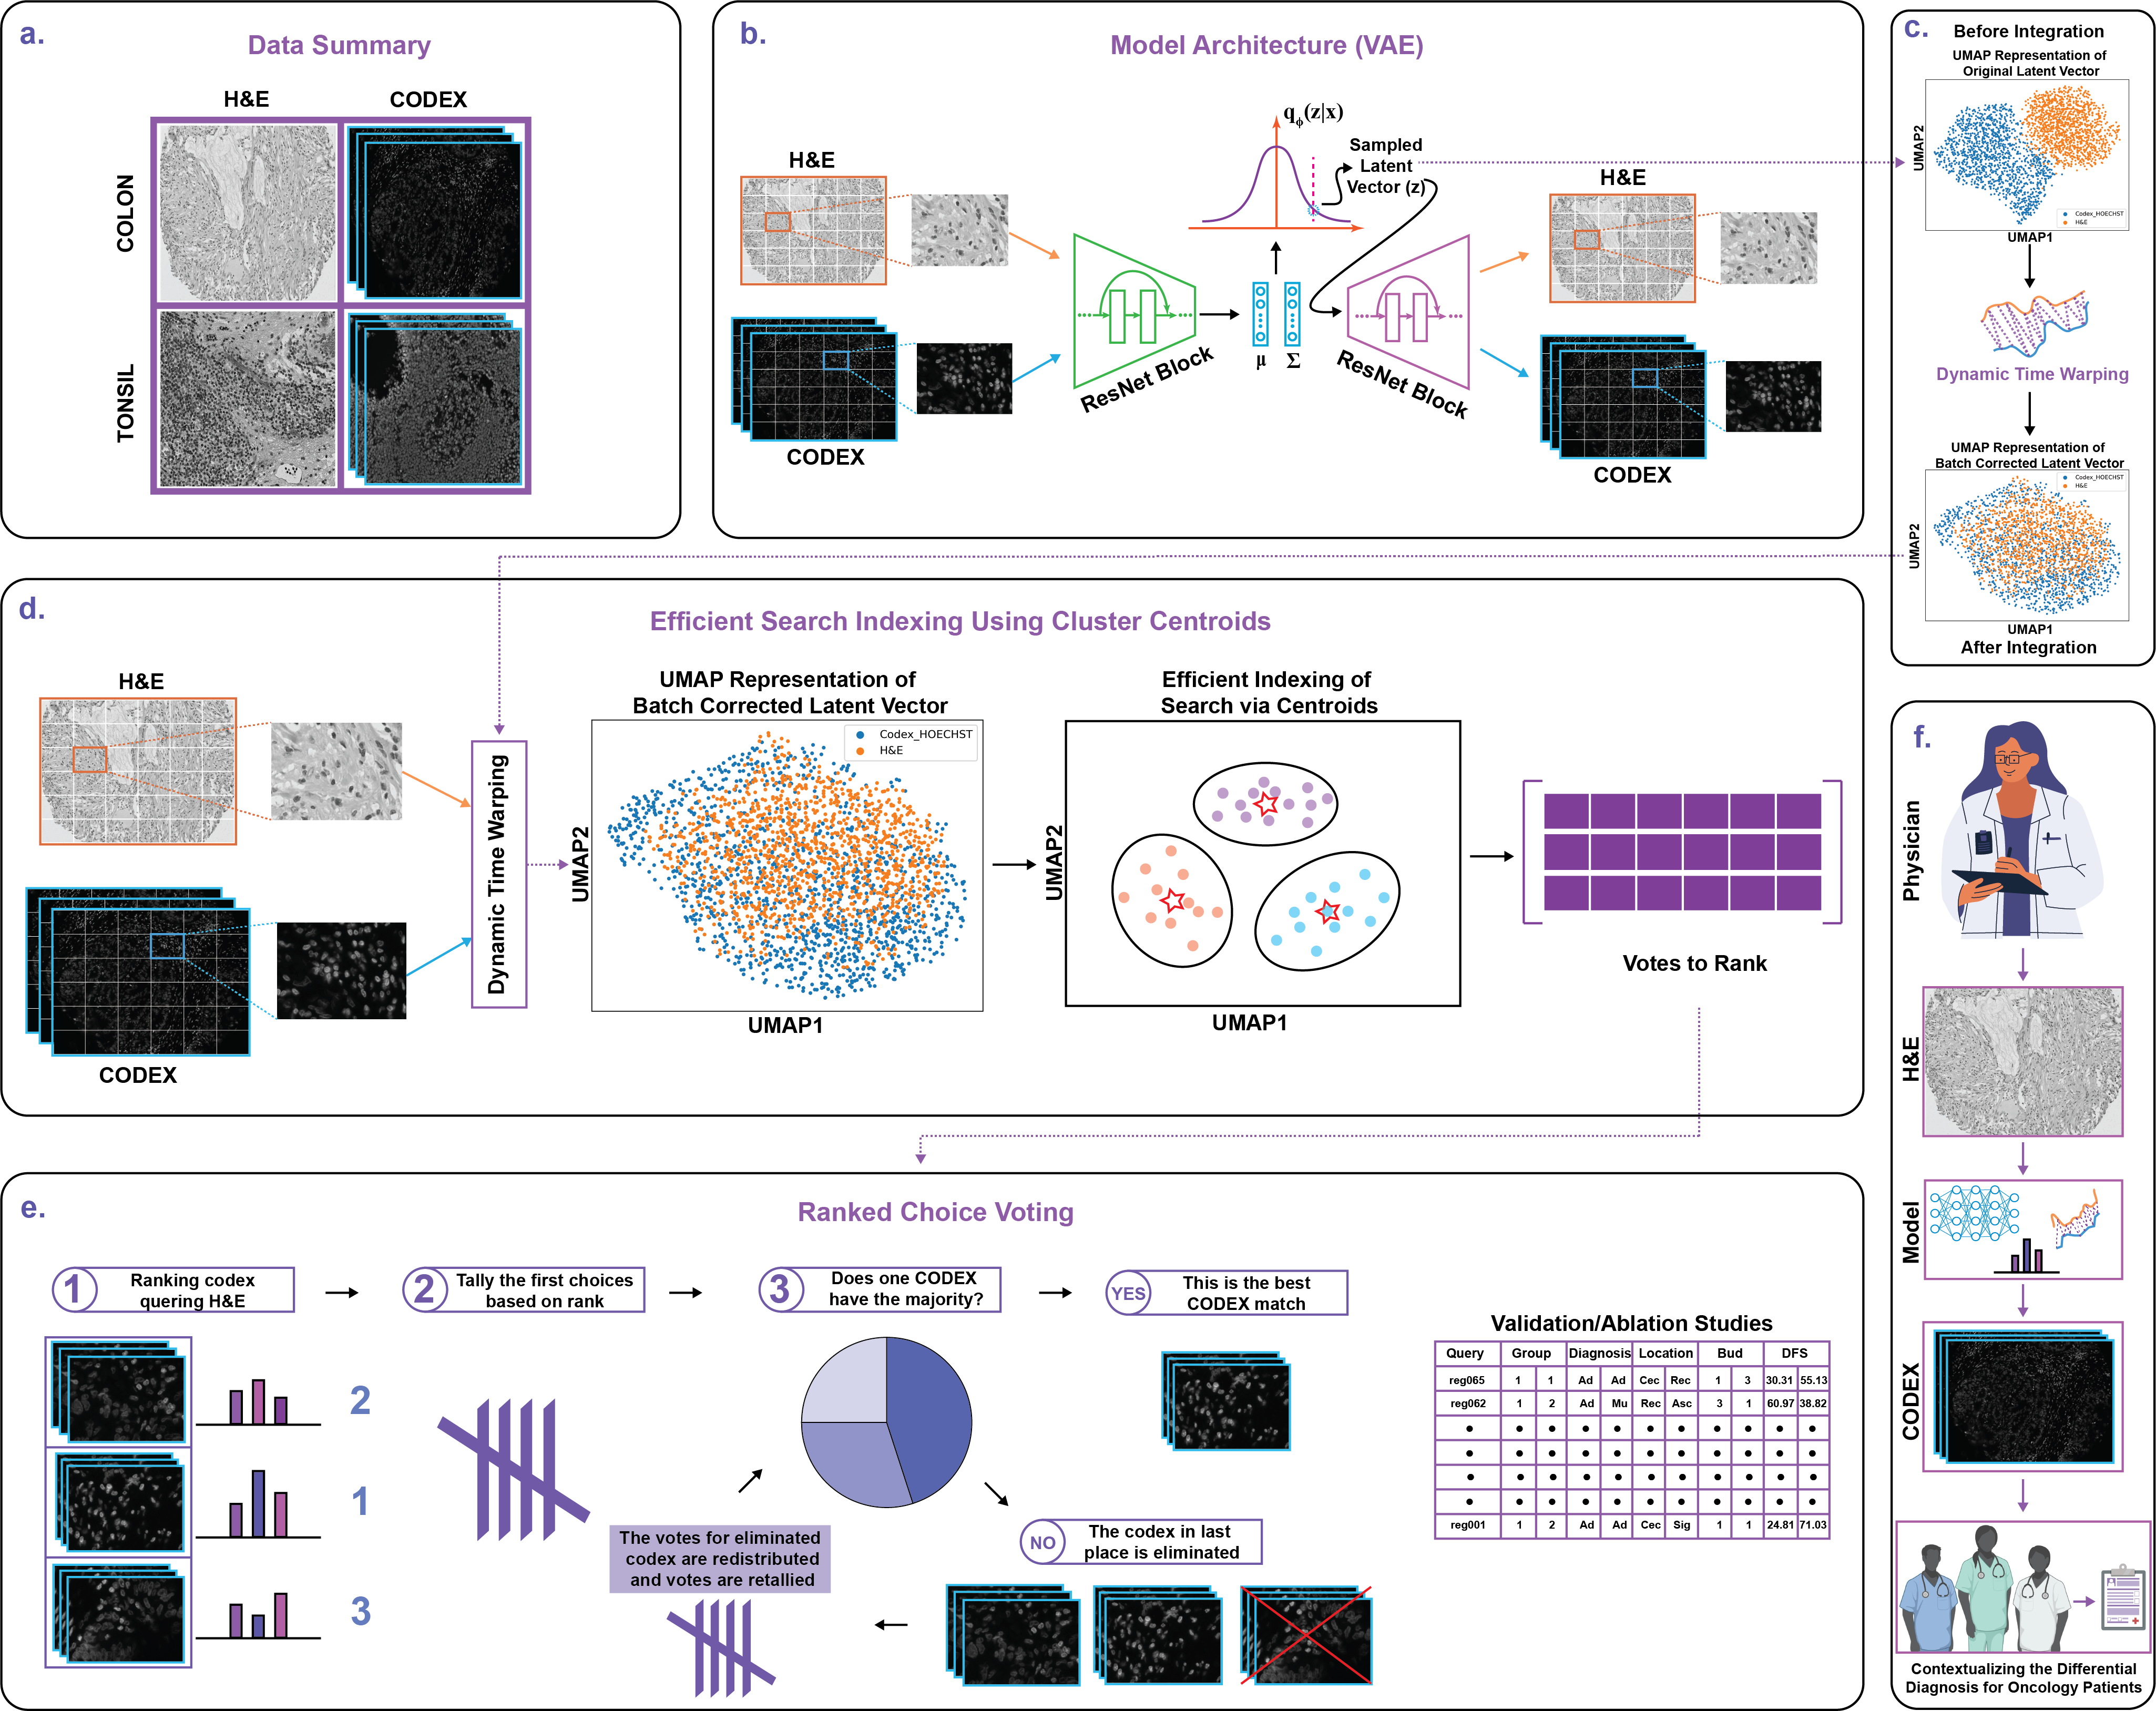 a.
Data Summary
H&E
CODEX
COLON
TONSIL
b.
Model Architecture (VAE)
H&E
CODEX
ResNet Block
μ
Σ
qϕ(z|x)
Sampled
Latent
Vector (z)
ResNet Block
H&E
CODEX
c.
Before Integration
UMAP Representation of
Original Latent Vector
UMAP2
Codex_HOECHST
H&E
UMAP1
Dynamic Time Warping
UMAP Representation of
Batch Corrected Latent Vector
Codex_HOECHST
H&E
UMAP2
UMAP1
After Integration
d.
Efficient Search Indexing Using Cluster Centroids
H&E
CODEX
Dynamic Time Warping
UMAP Representation of
Batch Corrected Latent Vector
Codex_HOECHST
H&E
UMAP2
UMAP1
Efficient Indexing of
Search via Centroids
UMAP2
UMAP1
Votes to Rank
e.
Ranked Choice Voting
1
Ranking codex
quering H&E
2
1
3
2
Tally the first choices
based on rank
3
Does one CODEX
have the majority?
YES
This is the best
CODEX match
NO
The codex in last
place is eliminated
The votes for eliminated
codex are redistributed
and votes are retallied
Validation/Ablation Studies
Query Group Diagnosis Location Bud DFS
reg065 1 1 Ad Ad Cec Rec 1 3 30.31 55.13
reg062 1 2 Ad Mu Rec Asc 3 1 60.97 38.82
reg001 1 2 Ad Ad Cec Sig 1 1 24.81 71.03
f.
Physician
H&E
Model
CODEX
Contextualizing the Differential
Diagnosis for Oncology Patients